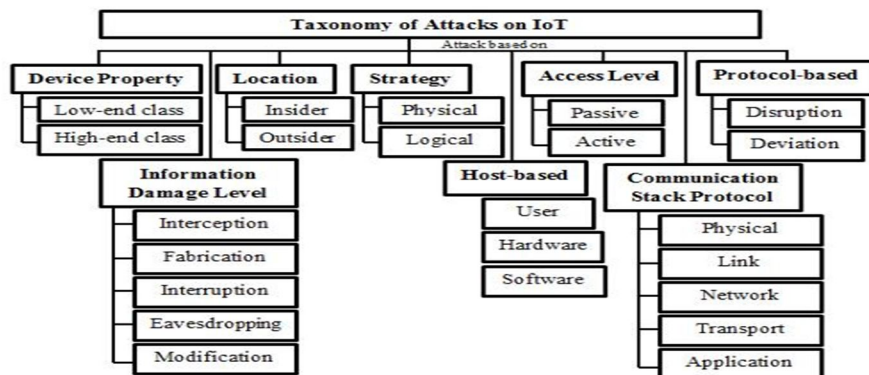 Taxonomy of Attacks on IoT
Attack based on
Device Property
Low-end class
High-end class
Location
Insider
Outsider
Strategy
Physical
Logical
Access Level
Passive
Active
Protocol-based
Disruption
Deviation
Information
Damage Level
Interception
Fabrication
Interruption
Eavesdropping
Modification
Host-based
User
Hardware
Software
Communication
Stack Protocol
Physical
Link
Network
Transport
Application